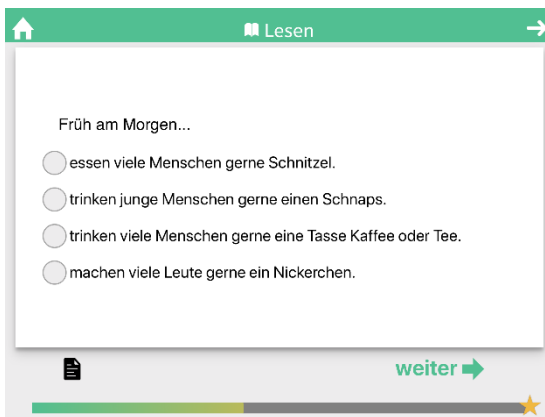 Lesen
Früh am Morgen...
essen viele Menschen gerne Schnitzel.
trinken junge Menschen gerne einen Schnaps.
trinken viele Menschen gerne eine Tasse Kaffee oder Tee.
machen viele Leute gerne ein Nickerchen.
weiter